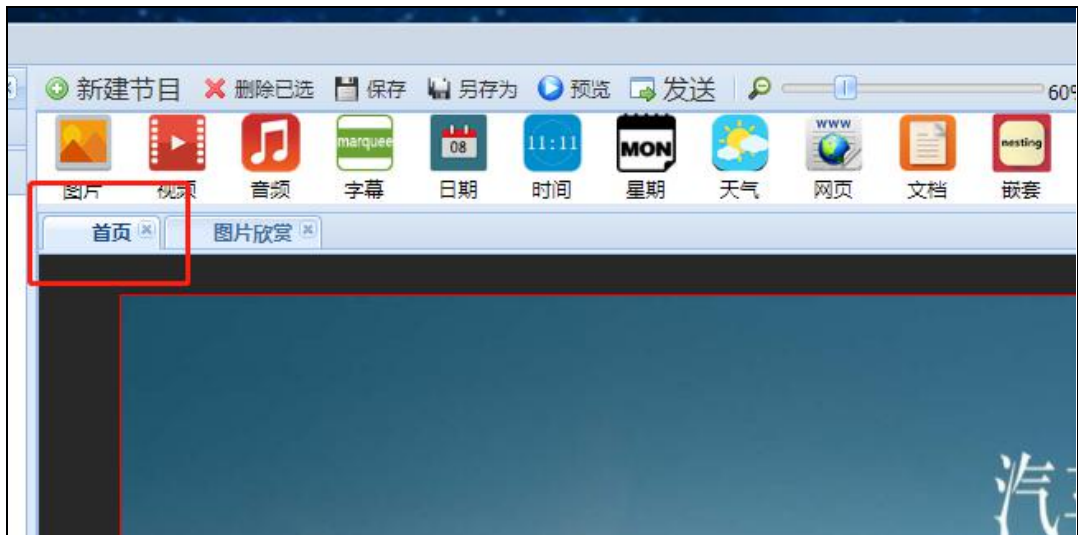 新建节目 删除已选 保存 另存为 预览 发送 60%
marquee 08 11:11 MON www nesting
图片 视频 音频 字幕 日期 时间 星期 天气 网页 文档 嵌套
首页 图片欣赏
汽